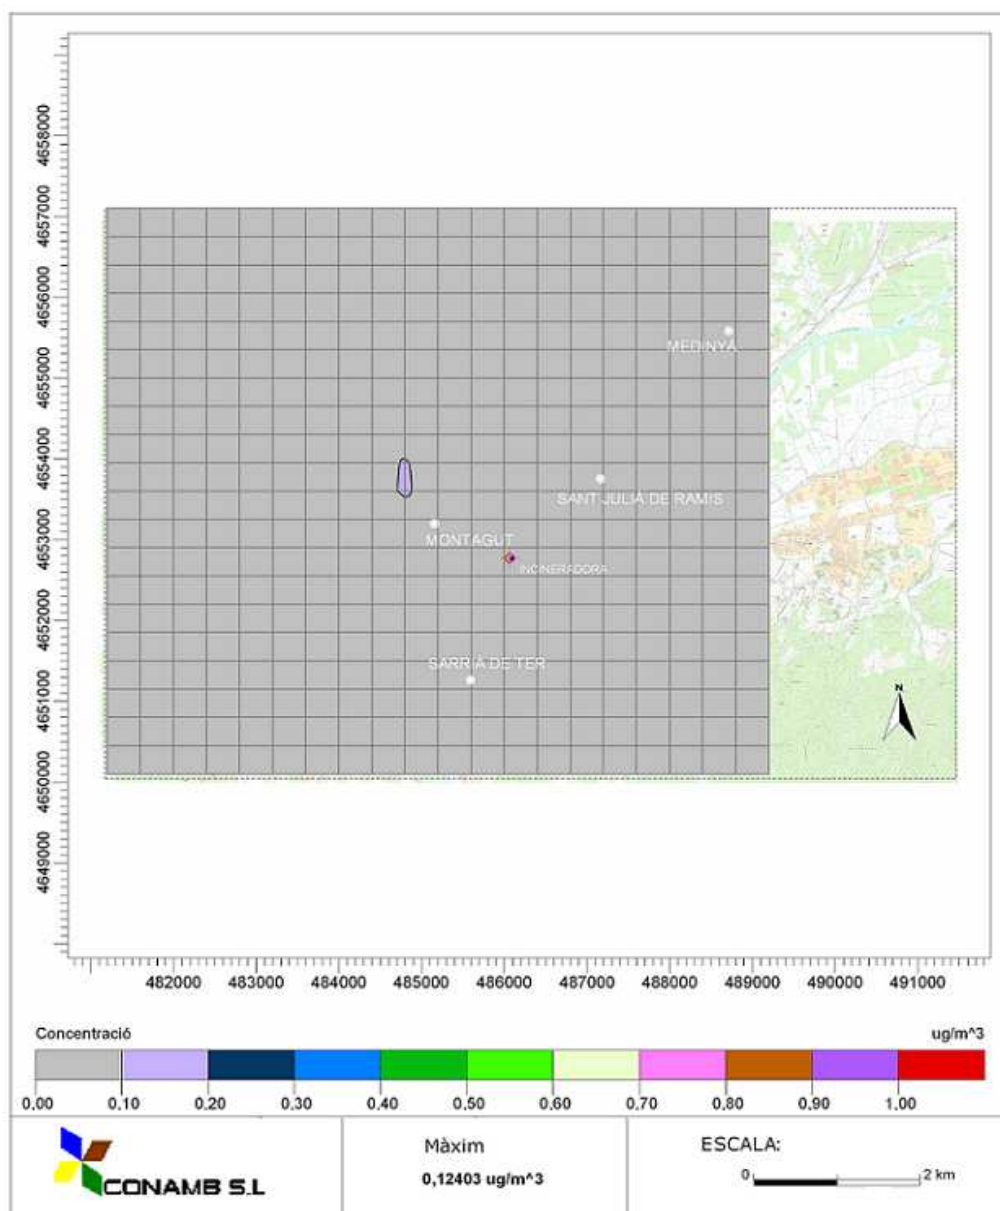 4658000
4657000
4656000
4655000
4654000
4653000
4652000
4651000
4650000
4649000
MEDINYÀ
SANT JULIÀ DE RAMIS
MONTAGUT
INCINERADORA
SARRIÀ DE TER
N
482000 483000 484000 485000 486000 487000 488000 489000 490000 491000
Concentració ug/m^3
0,00 0,10 0,20 0,30 0,40 0,50 0,60 0,70 0,80 0,90 1,00
CONAMB S.L
Màxim
0,12403 ug/m^3
ESCALA:
0 2 km